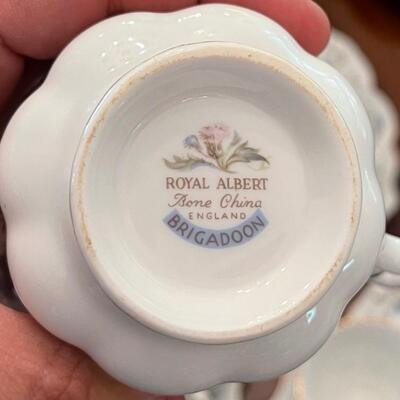 ROYAL ALBERT
Bone China
ENGLAND
BRIGADOON